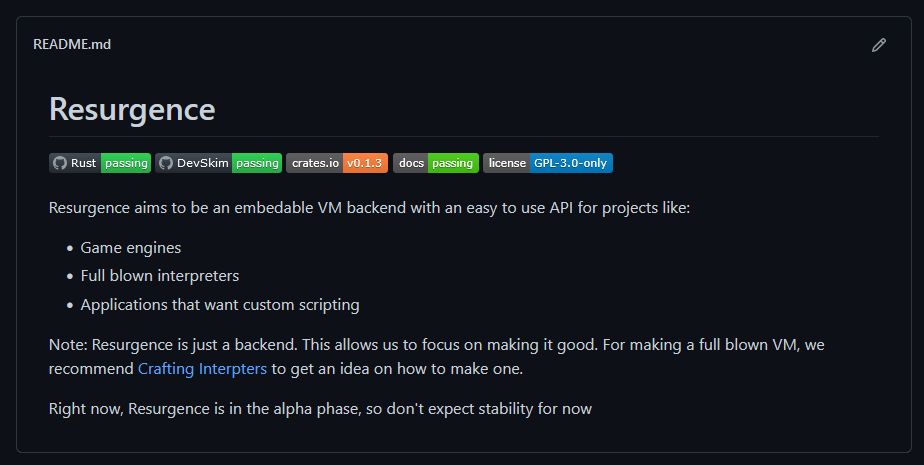 README.md
Resurgence
Rust passing DevSkim passing crates.io v0.1.3 docs passing license GPL-3.0-only
Resurgence aims to be an embedable VM backend with an easy to use API for projects like:
• Game engines
• Full blown interpreters
• Applications that want custom scripting
Note: Resurgence is just a backend. This allows us to focus on making it good. For making a full blown VM, we
recommend Crafting Interpters to get an idea on how to make one.
Right now, Resurgence is in the alpha phase, so don't expect stability for now